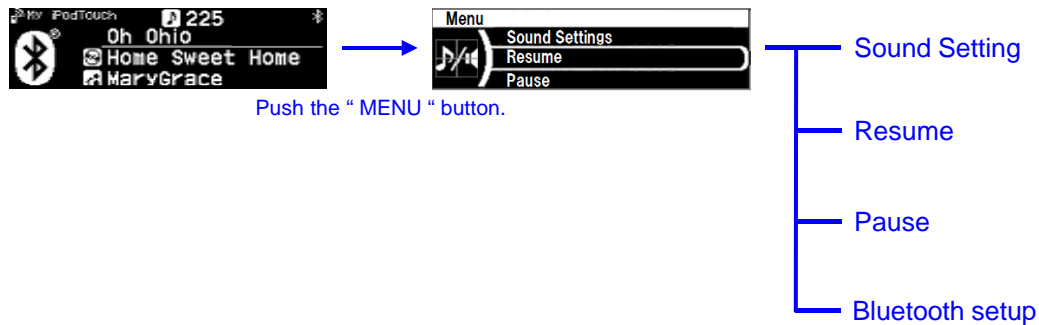 My iPodTouch
225
Oh Ohio
Home Sweet Home
MaryGrace
Push the “ MENU “ button.
Menu
Sound Settings
Resume
Pause
Sound Setting
Resume
Pause
Bluetooth setup